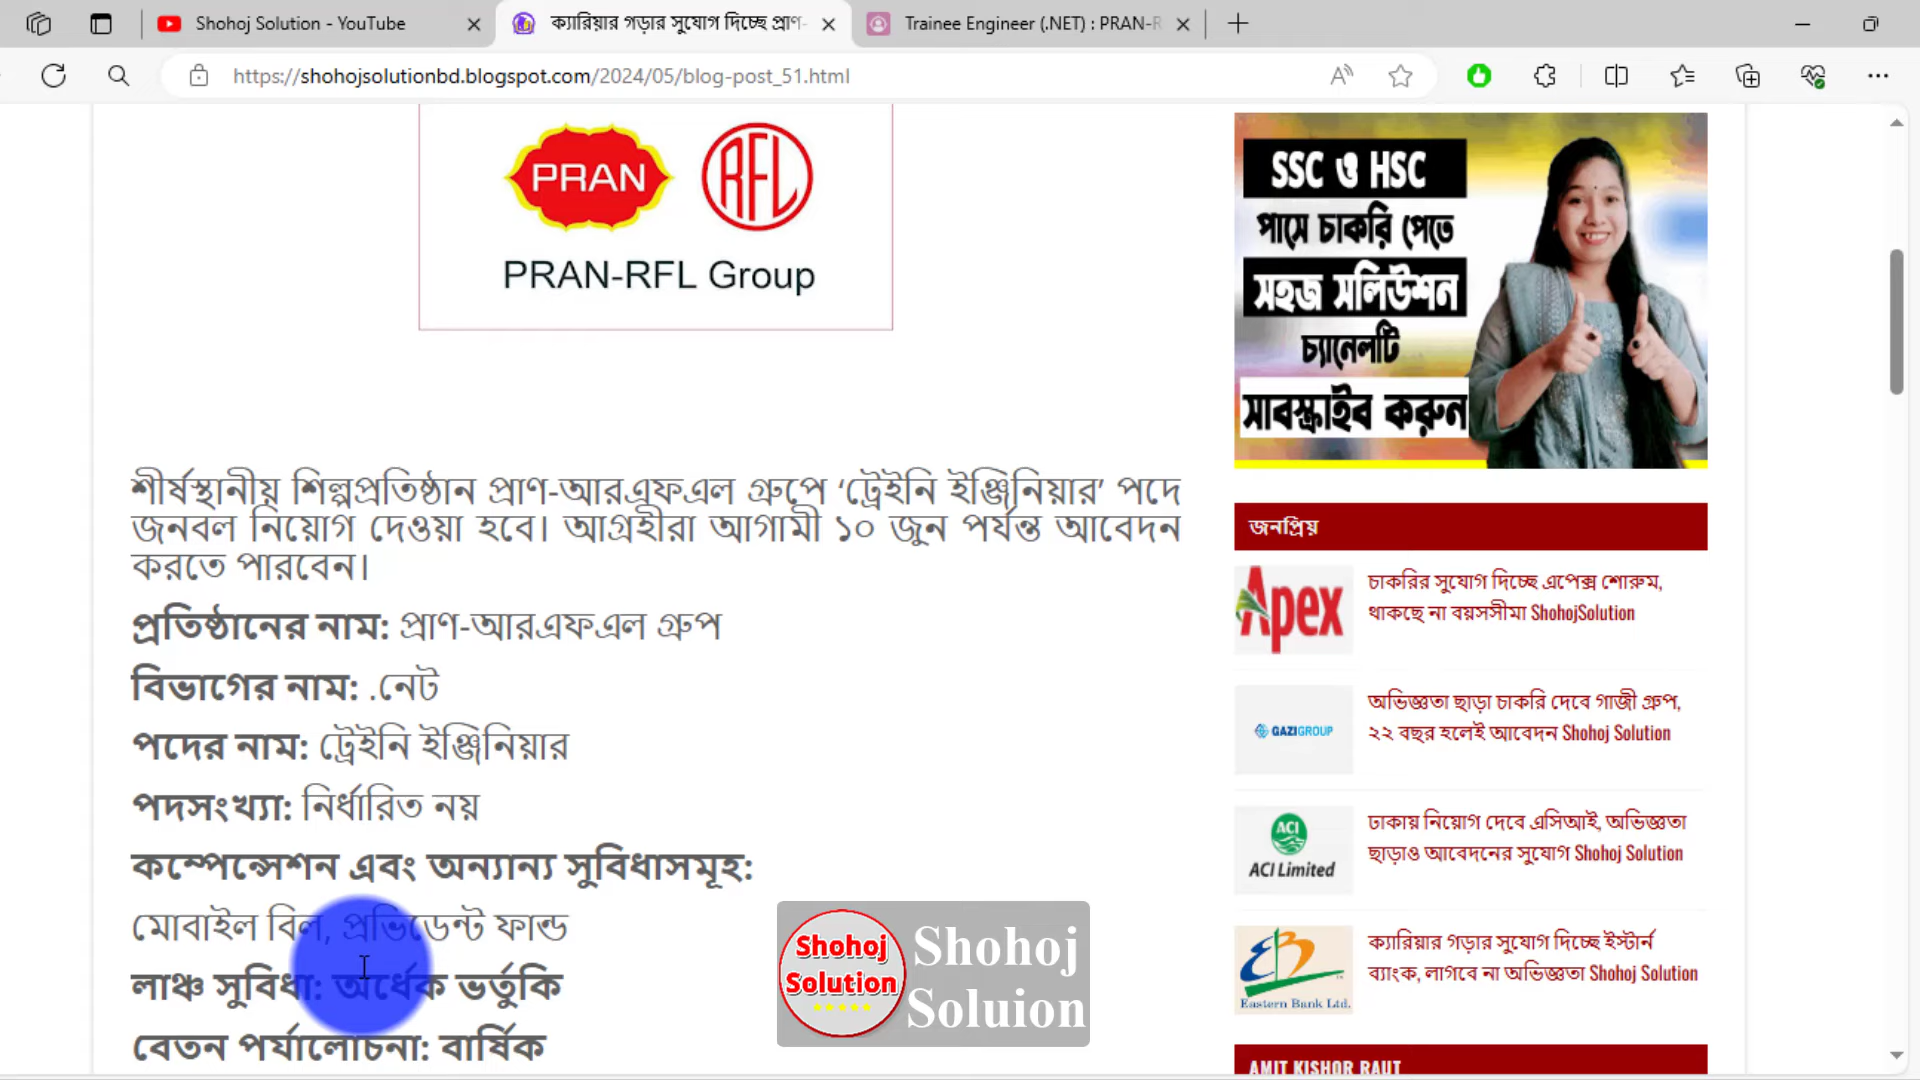 Shohoj Solution - YouTube
ক্যারিয়ার গড়ার সুযোগ দিচ্ছে প্রাণ-
Trainee Engineer (.NET) : PRAN-R
https://shohojsolutionbd.blogspot.com/2024/05/blog-post_51.html
PRAN
RFL
PRAN-RFL Group
শীর্ষস্থানীয় শিল্পপ্রতিষ্ঠান প্রাণ-আরএফএল গ্রুপে ‘ট্রেইনি ইঞ্জিনিয়ার’ পদে
জনবল নিয়োগ দেওয়া হবে। আগ্রহীরা আগামী ১০ জুন পর্যন্ত আবেদন
করতে পারবেন।
প্রতিষ্ঠানের নাম: প্রাণ-আরএফএল গ্রুপ
বিভাগের নাম: .নেট
পদের নাম: ট্রেইনি ইঞ্জিনিয়ার
পদসংখ্যা: নির্ধারিত নয়
কম্পেন্সেশন এবং অন্যান্য সুবিধাসমূহ:
মোবাইল বিল, প্রভিডেন্ট ফান্ড
লাঞ্চ সুবিধা: অর্ধেক ভর্তুকি
বেতন পর্যালোচনা: বার্ষিক
Shohoj
Solution
Shohoj
Soluion
SSC ও HSC
পাসে চাকরি পেতে
সহজ সলিউশন
চ্যানেলটি
সাবস্ক্রাইব করুন
জনপ্রিয়
Apex
চাকরির সুযোগ দিচ্ছে এপেক্স শোরুম,
থাকছে না বয়সসীমা ShohojSolution
GAZI GROUP
অভিজ্ঞতা ছাড়া চাকরি দেবে গাজী গ্রুপ,
২২ বছর হলেই আবেদন Shohoj Solution
ACI
ACI Limited
ঢাকায় নিয়োগ দেবে এসিআই, অভিজ্ঞতা
ছাড়াও আবেদনের সুযোগ Shohoj Solution
Eastern Bank Ltd.
ক্যারিয়ার গড়ার সুযোগ দিচ্ছে ইস্টার্ন
ব্যাংক, লাগবে না অভিজ্ঞতা Shohoj Solution
AMIT KISHOR RAUT